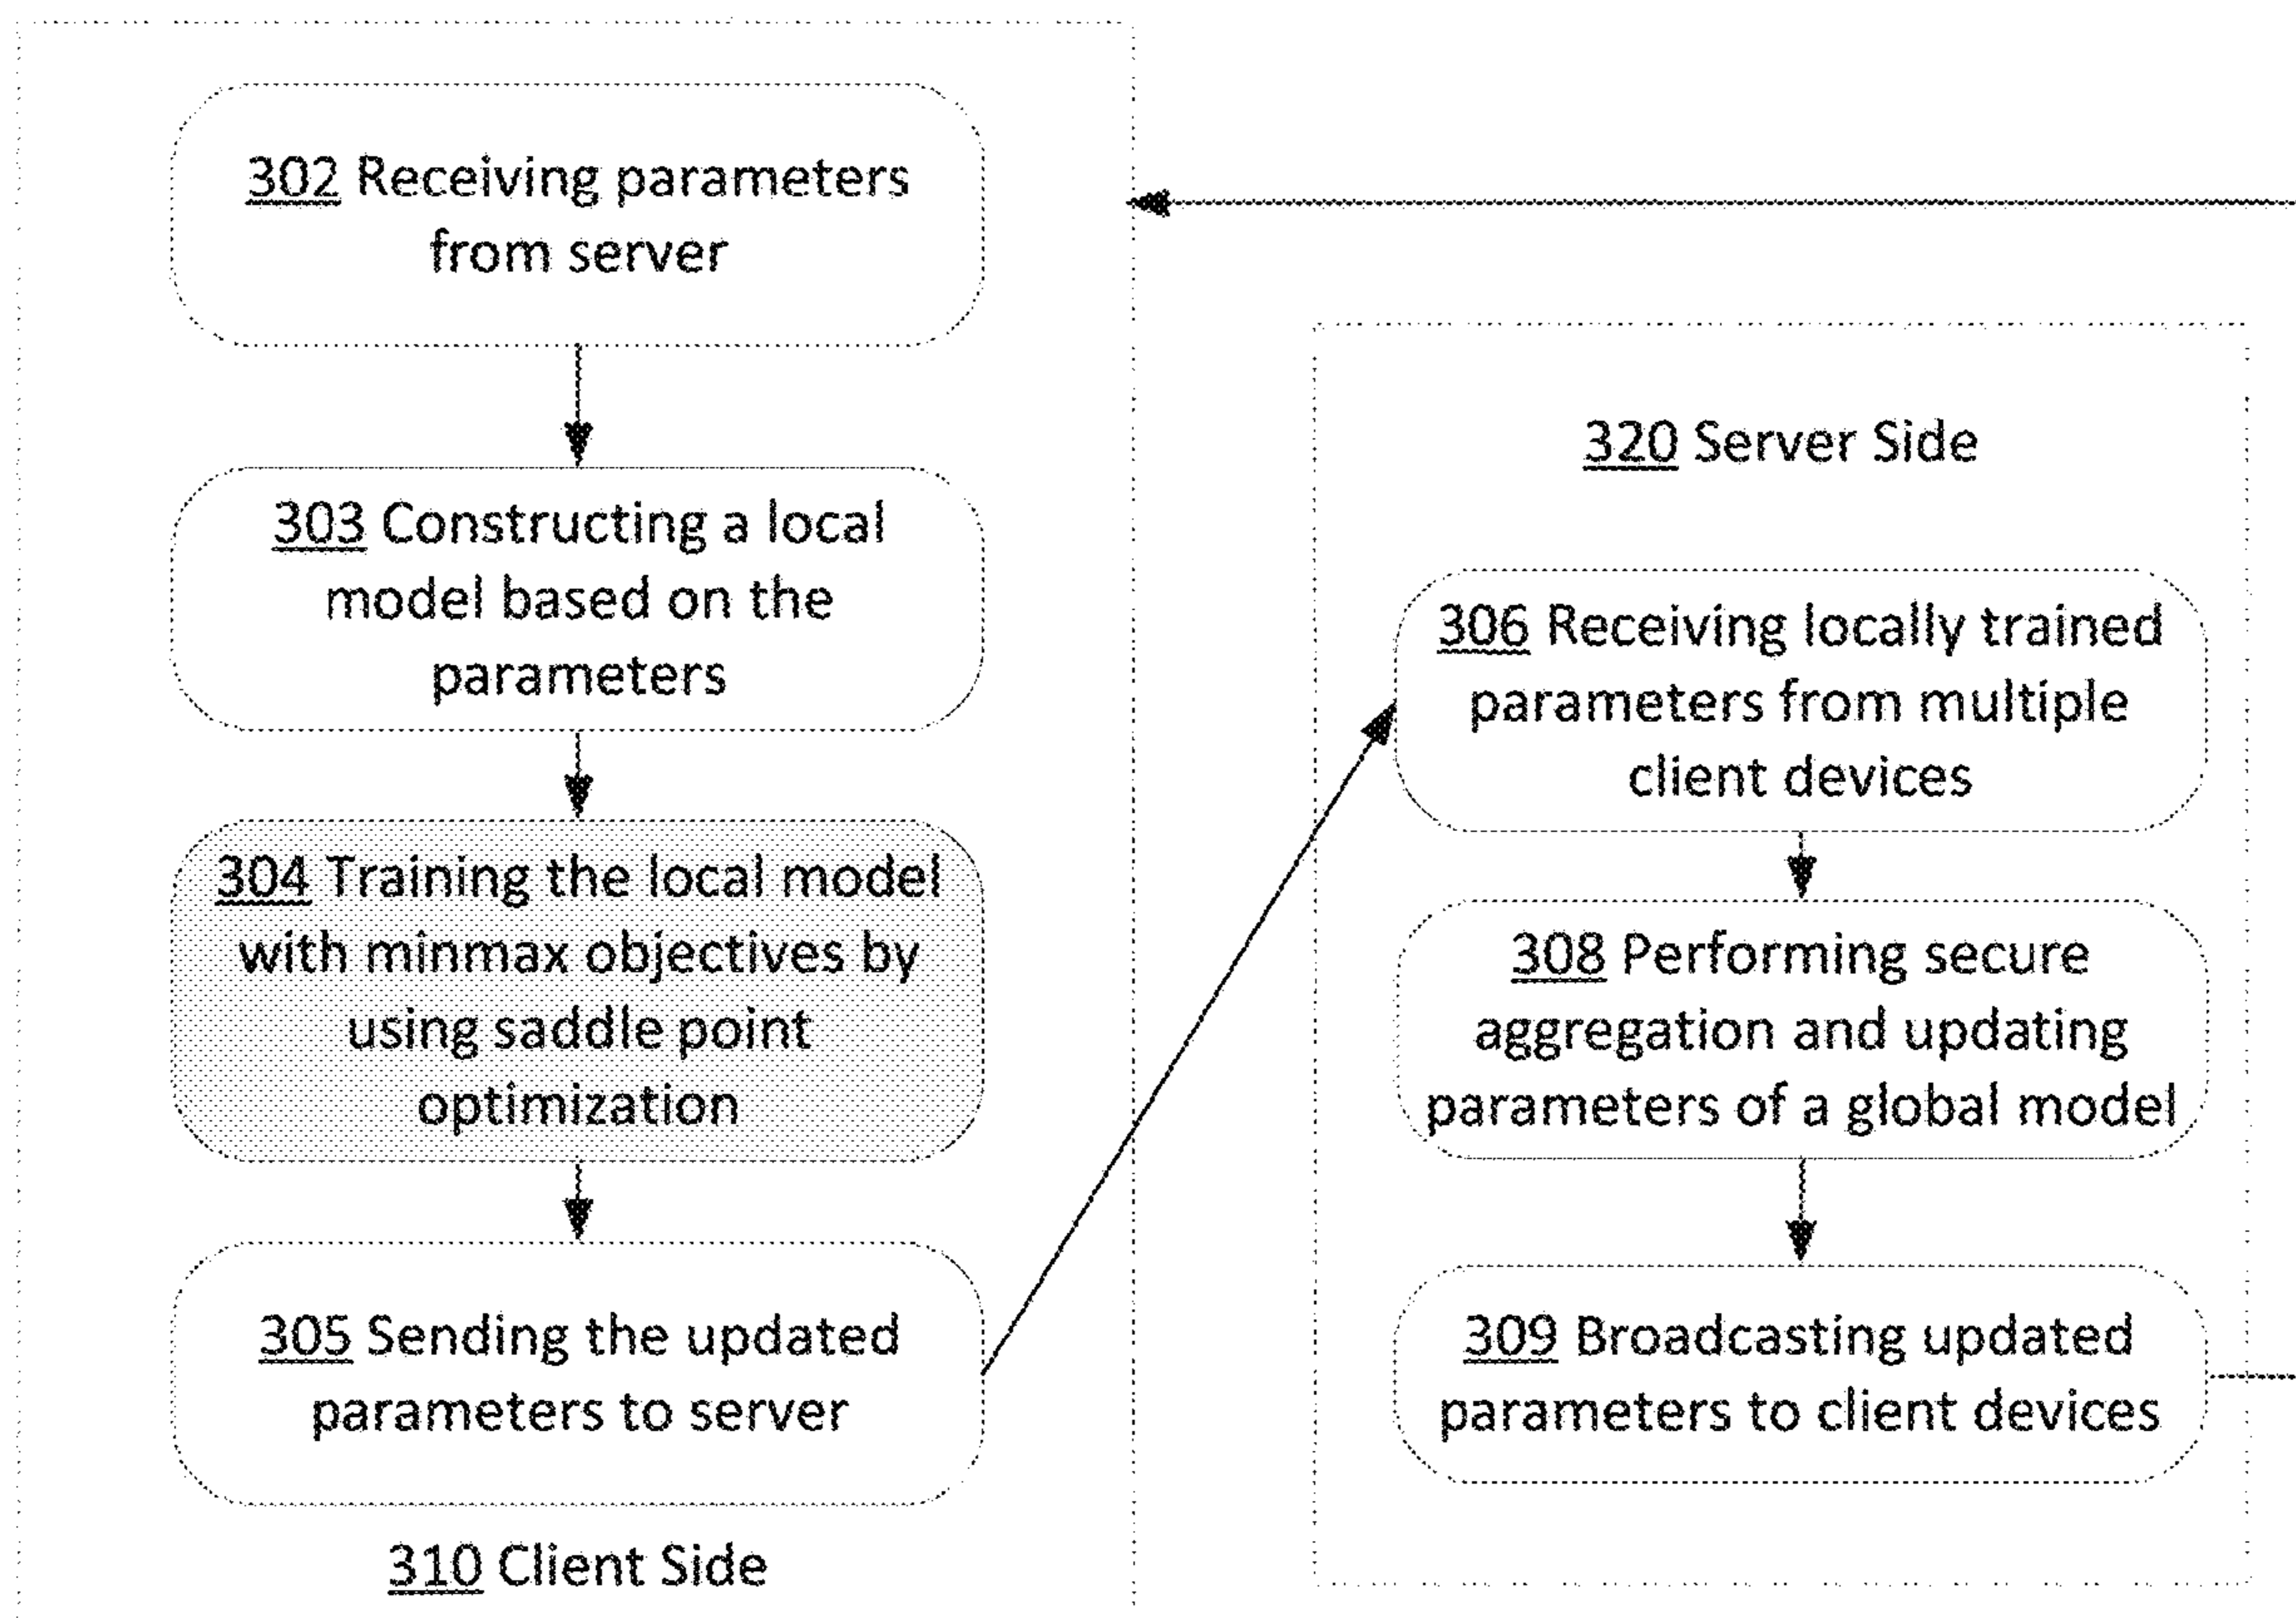 302 Receiving parameters
from server
303 Constructing a local
model based on the
parameters
304 Training the local model
with minmax objectives by
using saddle point
optimization
305 Sending the updated
parameters to server
310 Client Side
320 Server Side
306 Receiving locally trained
parameters from multiple
client devices
308 Performing secure
aggregation and updating
parameters of a global model
309 Broadcasting updated
parameters to client devices